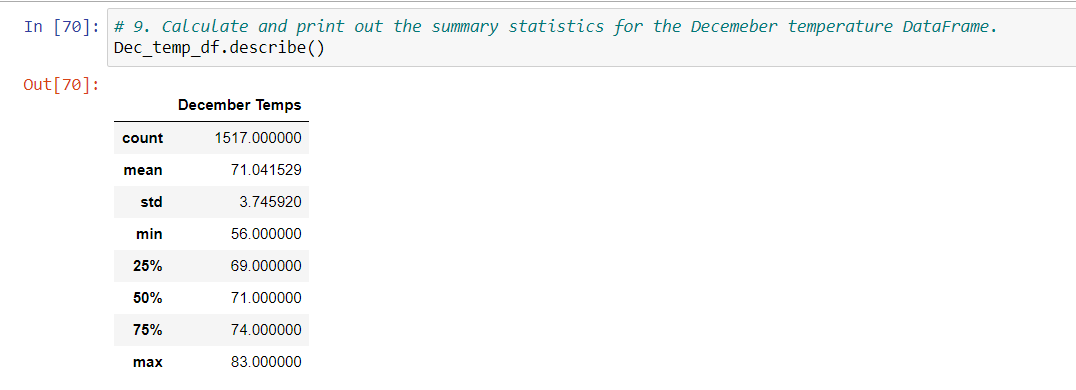 In [70]: # 9. Calculate and print out the summary statistics for the Decemeber temperature DataFrame.
Dec_temp_df.describe()
Out[70]:
December Temps
count 1517.000000
mean 71.041529
std 3.745920
min 56.000000
25% 69.000000
50% 71.000000
75% 74.000000
max 83.000000